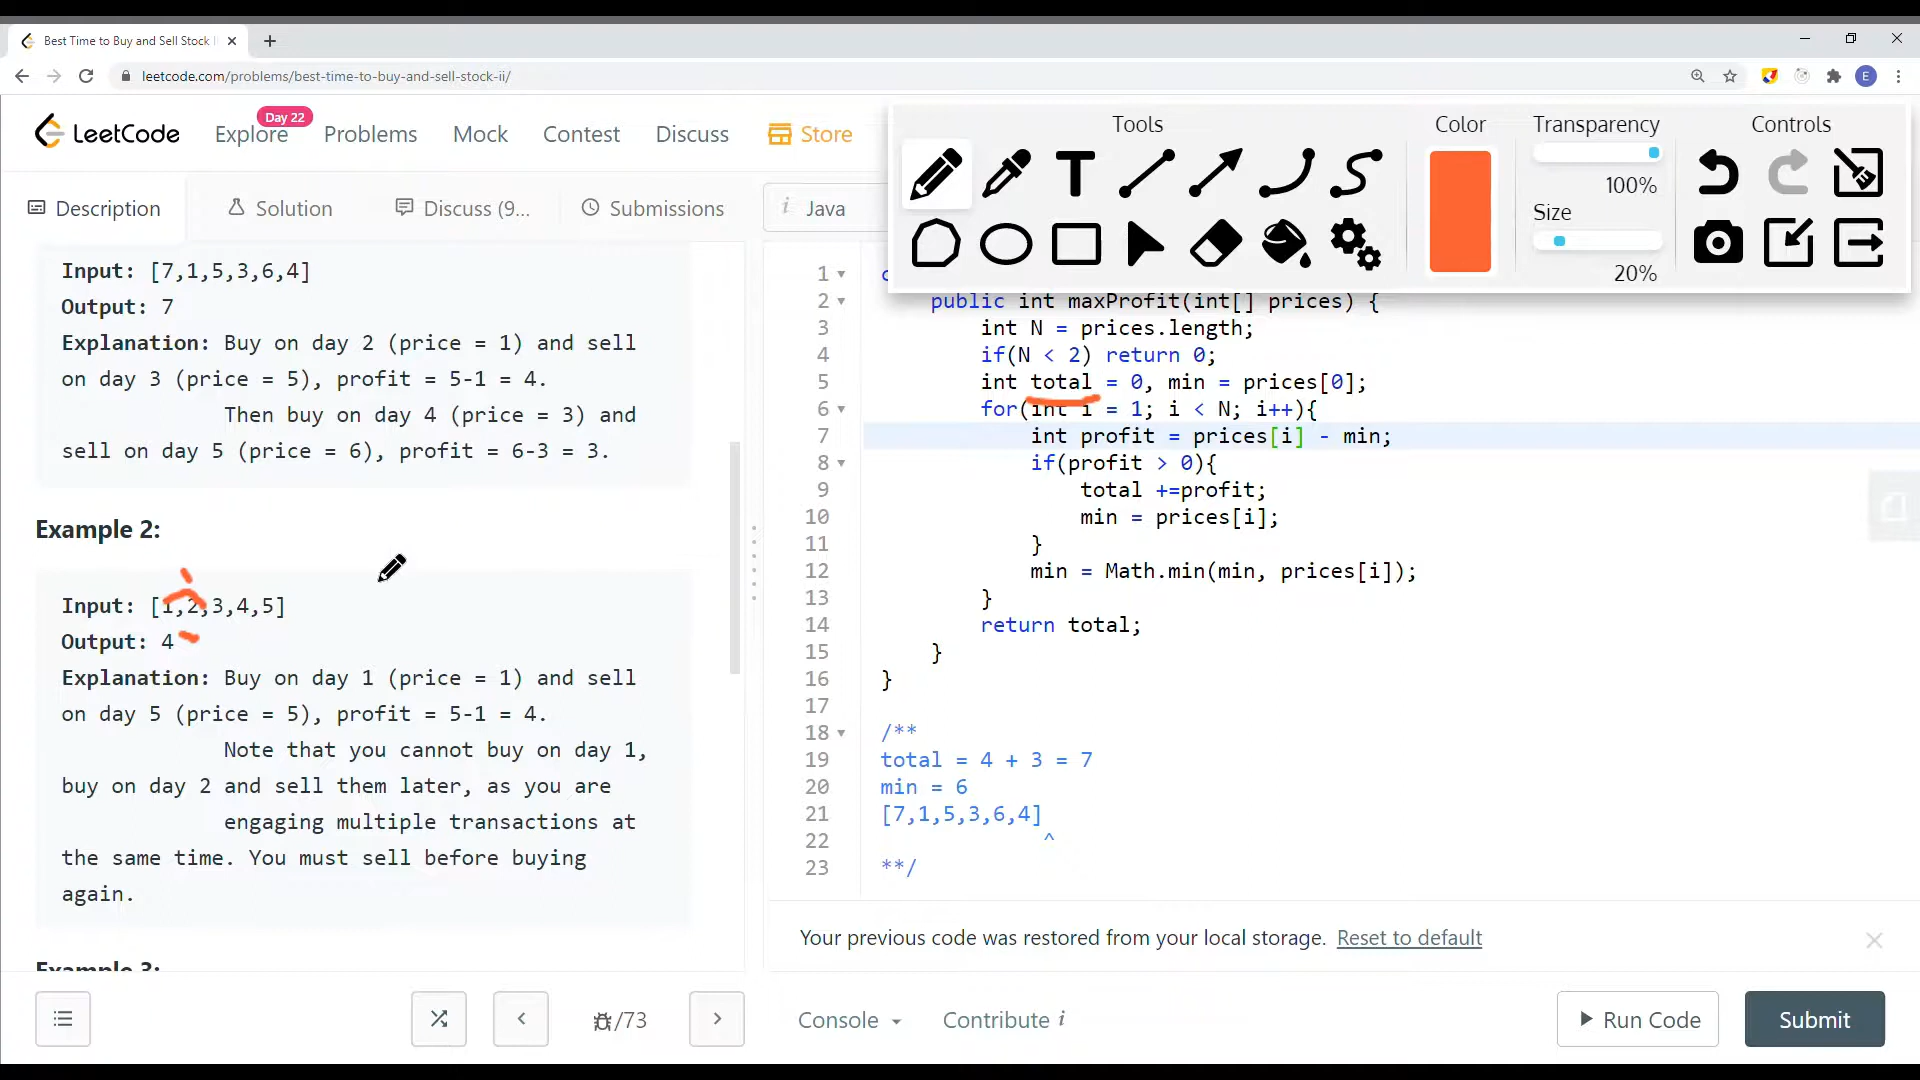 Best Time to Buy and Sell Stock I
leetcode.com/problems/best-time-to-buy-and-sell-stock-ii/
E
LeetCode
Explore
Day 22
Problems
Mock
Contest
Discuss
Store
Tools
Color
Transparency
100%
Size
20%
Controls
Description
Solution
Discuss (9...
Submissions
i Java
Input: [7,1,5,3,6,4]
Output: 7
Explanation: Buy on day 2 (price = 1) and sell
on day 3 (price = 5), profit = 5-1 = 4.
Then buy on day 4 (price = 3) and
sell on day 5 (price = 6), profit = 6-3 = 3.
Example 2:
Input: [1,2,3,4,5]
Output: 4
Explanation: Buy on day 1 (price = 1) and sell
on day 5 (price = 5), profit = 5-1 = 4.
Note that you cannot buy on day 1,
buy on day 2 and sell them later, as you are
engaging multiple transactions at
the same time. You must sell before buying
again.
Example 3:
1
2 public int maxProfit(int[] prices) {
3 int N = prices.length;
4 if(N < 2) return 0;
5 int total = 0, min = prices[0];
6 for(int i = 1; i < N; i++){
7 int profit = prices[i] - min;
8 if(profit > 0){
9 total +=profit;
10 min = prices[i];
11 }
12 min = Math.min(min, prices[i]);
13 }
14 return total;
15 }
16 }
17
18 /**
19 total = 4 + 3 = 7
20 min = 6
21 [7,1,5,3,6,4]
22 ^
23 **/
Your previous code was restored from your local storage. Reset to default
/73
Console
Contribute i
Run Code
Submit